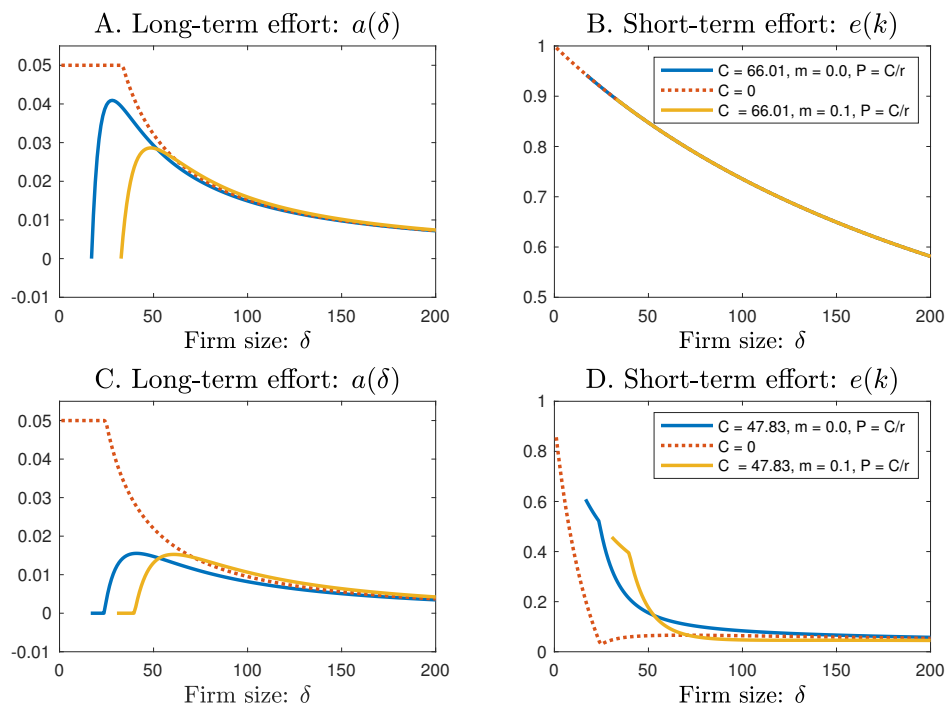 A. Long-term effort: a(δ)
0.05
0.04
0.03
0.02
0.01
0
-0.01
0 50 100 150 200
Firm size: δ
B. Short-term effort: e(k)
C = 66.01, m = 0.0, P = C/r
C = 0
C = 66.01, m = 0.1, P = C/r
1
0.9
0.8
0.7
0.6
0.5
0 50 100 150 200
Firm size: δ
C. Long-term effort: a(δ)
0.05
0.04
0.03
0.02
0.01
0
-0.01
0 50 100 150 200
Firm size: δ
D. Short-term effort: e(k)
C = 47.83, m = 0.0, P = C/r
C = 0
C = 47.83, m = 0.1, P = C/r
1
0.8
0.6
0.4
0.2
0
0 50 100 150 200
Firm size: δ